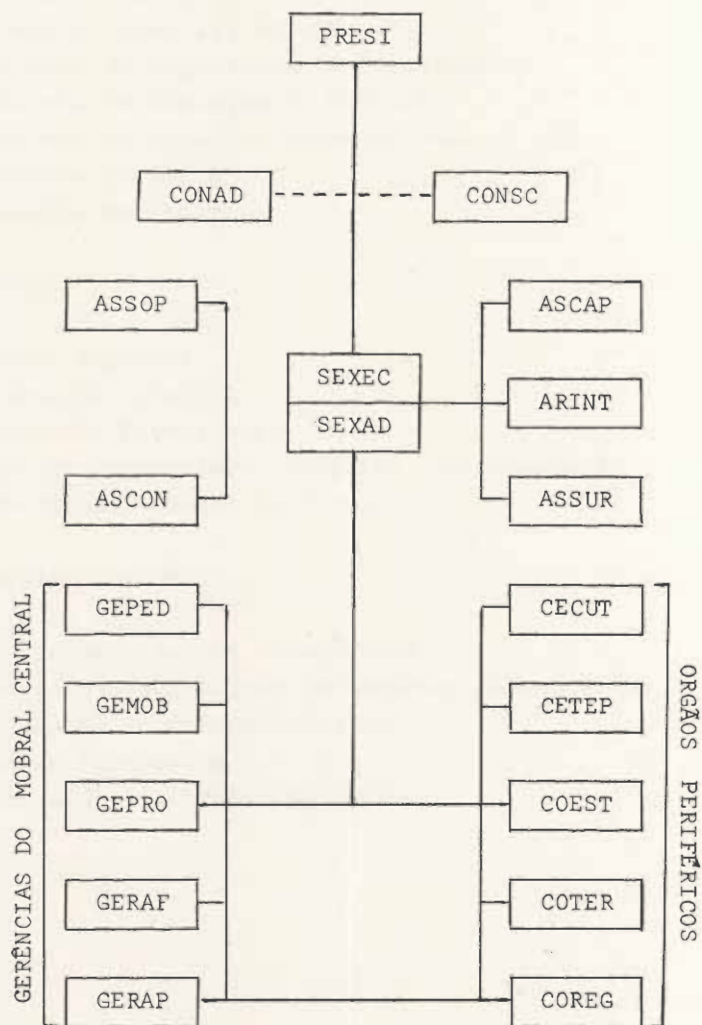 PRESI
CONAD
CONSC
ASSOP
ASCAP
SEXEC
ARINT
SEXAD
ASCON
ASSUR
GERÊNCIAS DO MOBRAL CENTRAL
GEPED
CECUT
GEMOB
CETEP
GEPRO
COEST
GERAF
COTER
GERAP
COREG
ORGÃOS PERIFÉRICOS